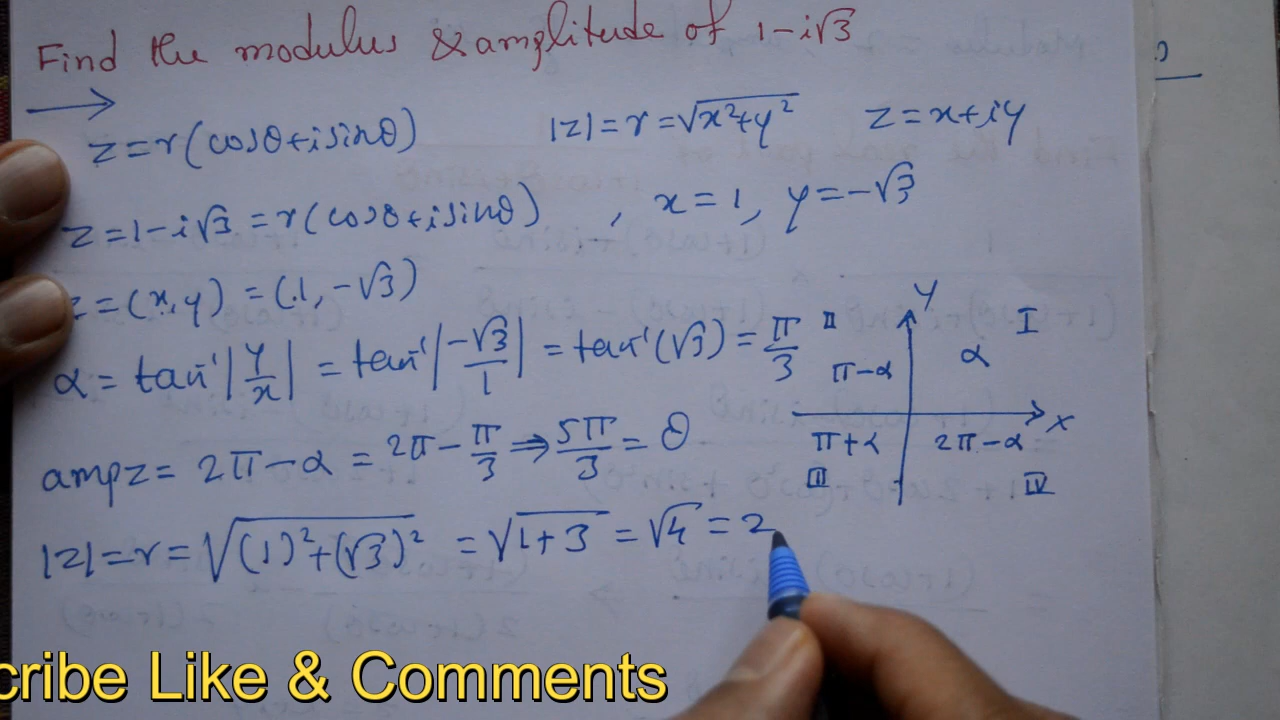 Find the modulus & amplitude of 1-i√3
z=r(cosθ+isinθ) |z|=r=√x²+y² z=x+iy
z=1-i√3=r(cosθ+isinθ) , x=1, y=-√3
z=(x,y)=(1,-√3)
α=tan⁻¹|y/x|=tan⁻¹|-√3/1|=tan⁻¹(√3)=π/3
Y
II I
π-α α
X
π+α 2π-α
III IV
ampz=2π-α=2π-π/3⇒5π/3=θ
|z|=r=√(1)²+(√3)²=√1+3=√4=2
cribe Like & Comments